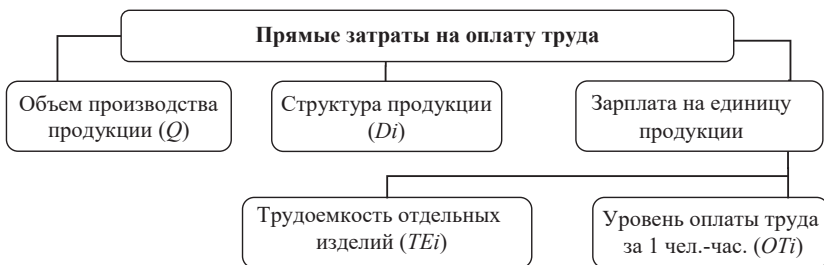 Прямые затраты на оплату труда
Объем производства
продукции (Q)
Структура продукции
(Di)
Зарплата на единицу
продукции
Трудоемкость отдельных
изделий (TEi)
Уровень оплаты труда
за 1 чел.-час. (OTi)